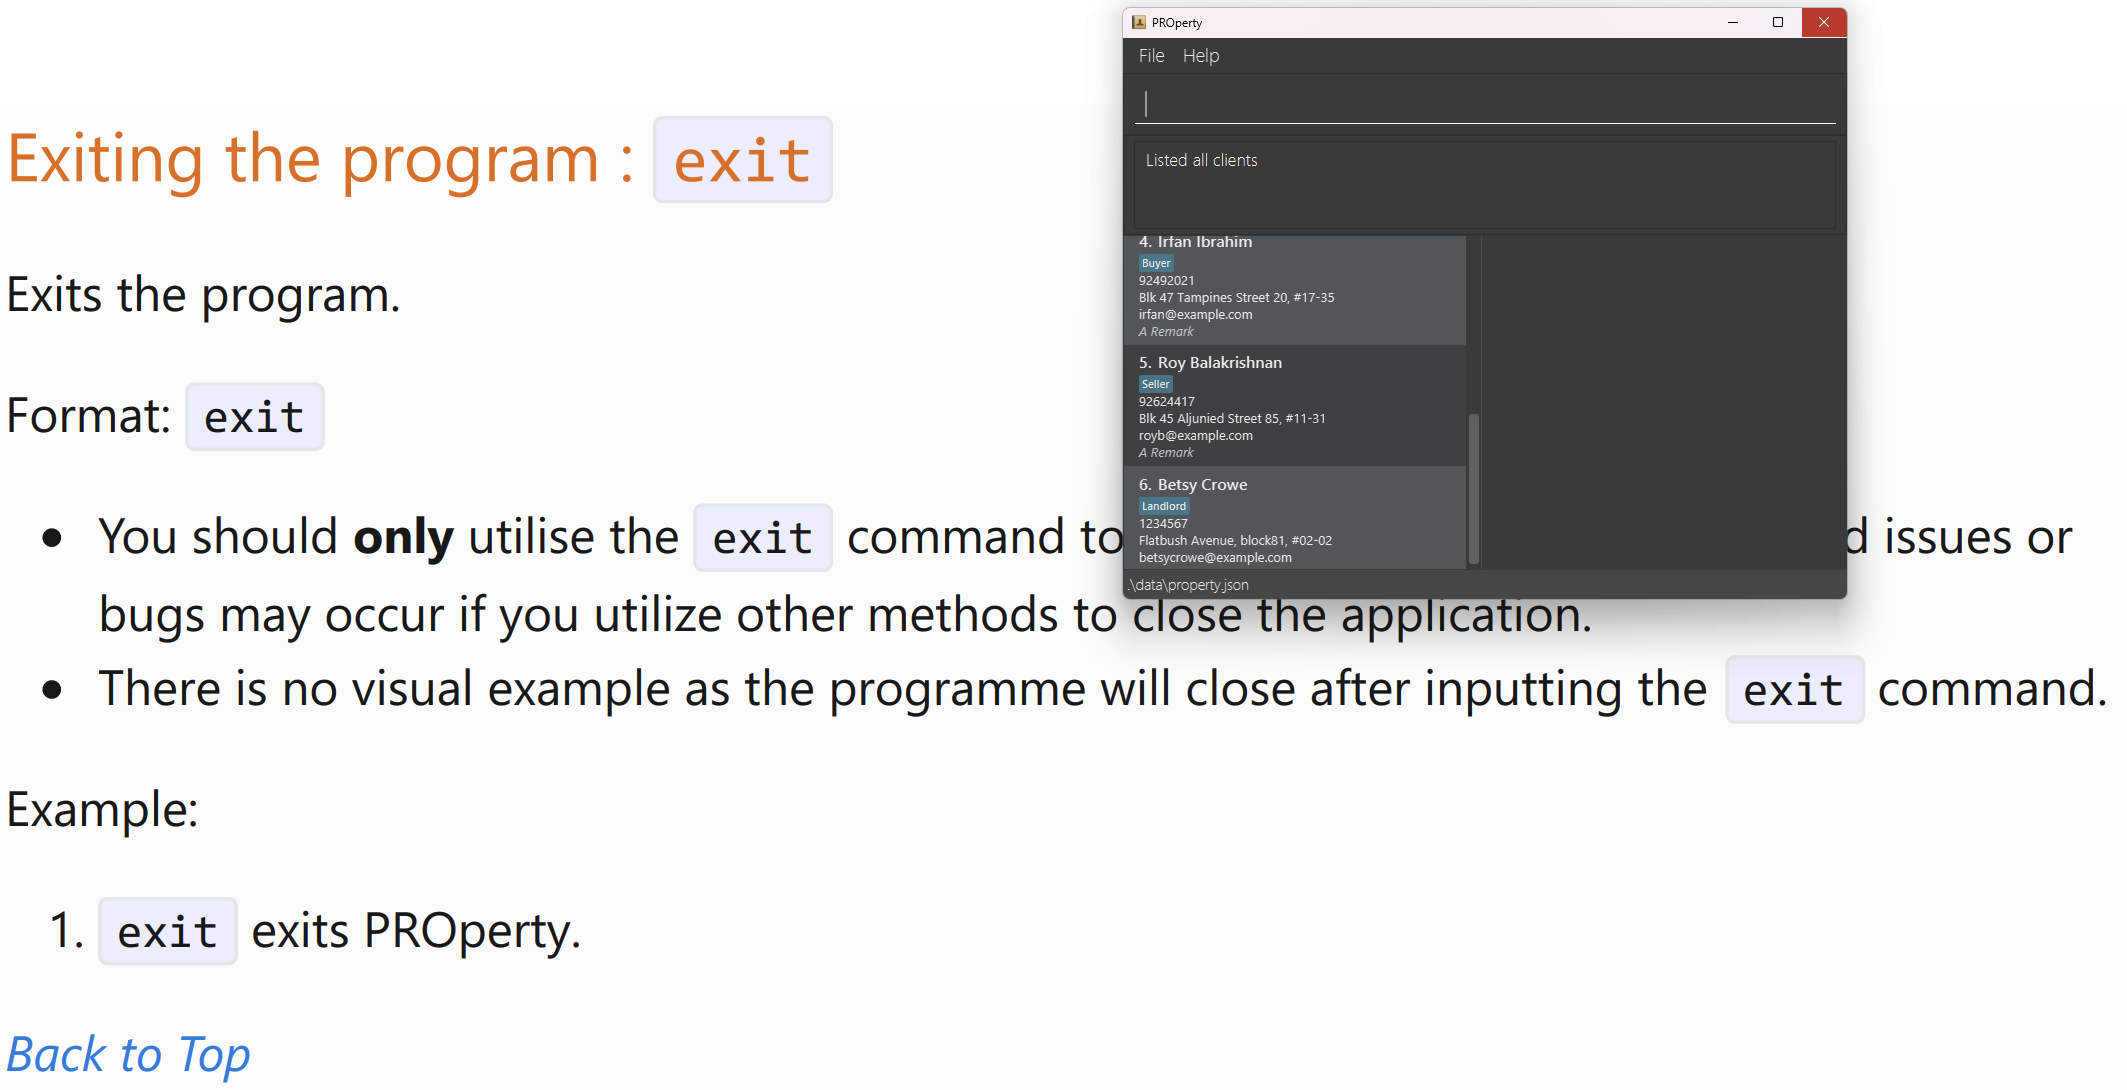 PROperty
File Help
Listed all clients
4. Irfan Ibrahim
Buyer
92492021
Blk 47 Tampines Street 20, #17-35
irfan@example.com
A Remark
5. Roy Balakrishnan
Seller
92624417
Blk 45 Aljunied Street 85, #11-31
royb@example.com
A Remark
6. Betsy Crowe
Landlord
1234567
Flatbush Avenue, block81, #02-02
betsycrowe@example.com
.\data\property.json
Exiting the program : exit
Exits the program.
Format: exit
• You should only utilise the exit command to d issues or
bugs may occur if you utilize other methods to close the application.
• There is no visual example as the programme will close after inputting the exit command.
Example:
1. exit exits PROperty.
Back to Top